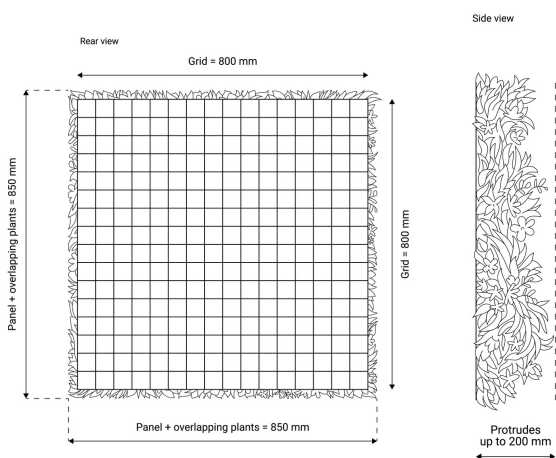 Side view
Rear view
Grid = 800 mm
Panel + overlapping plants = 850 mm
Grid = 800 mm
Panel + overlapping plants = 850 mm
Protrudes
up to 200 mm